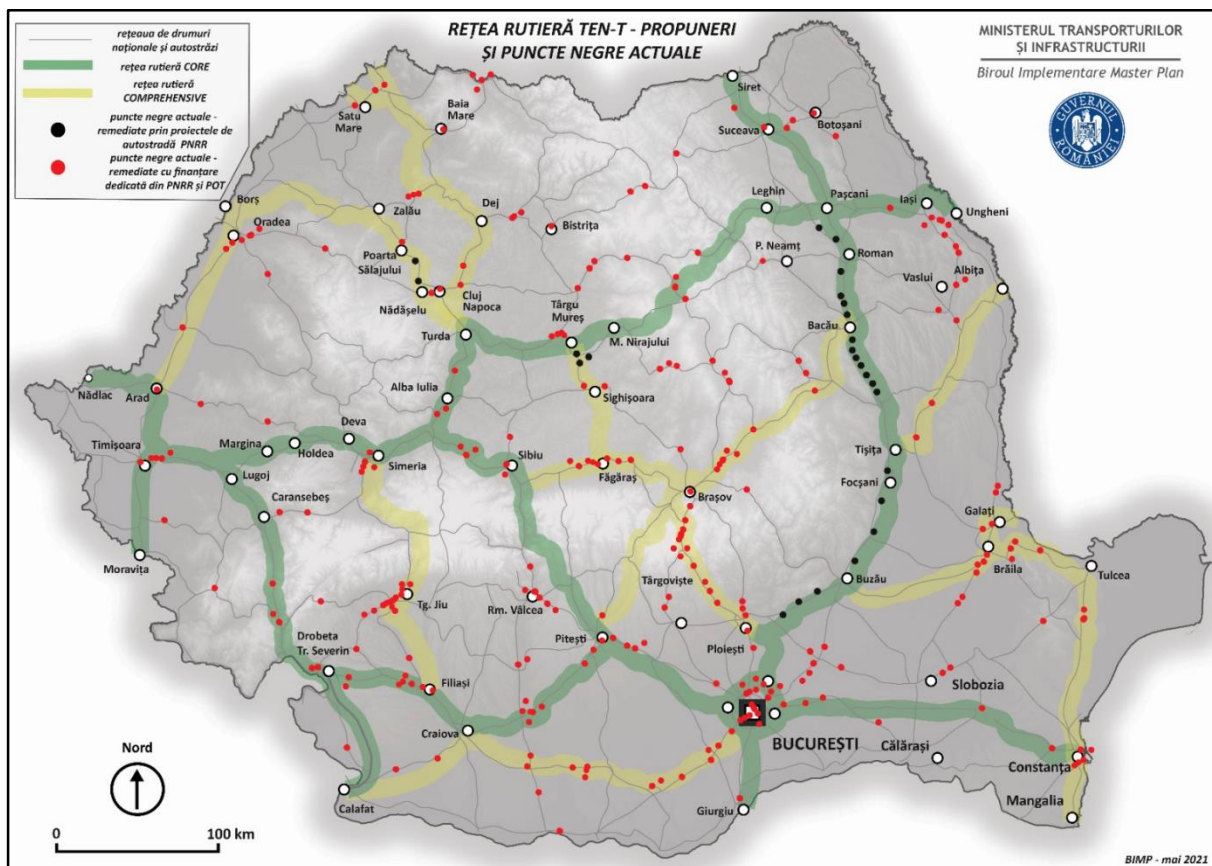 REȚEA RUTIERĂ TEN-T - PROPUNERI
ȘI PUNCTE NEGRE ACTUALE
MINISTERUL TRANSPORTURILOR
ȘI INFRASTRUCTURII
Biroul Implementare Master Plan
GUVERNUL
ROMÂNIEI
rețeaua de drumuri
naționale și autostrăzi
rețea rutieră CORE
rețea rutieră
COMPREHENSIVE
puncte negre actuale -
remediate prin proiectele de
autostradă PNRR
puncte negre actuale -
remediate cu finanțare
dedicată din PNRR și POT
Siret
Satu
Mare
Baia
Mare
Botoșani
Suceava
Borș
Oradea
Zalău
Dej
Bistrița
Leghin
Pașcani
Iași
Ungheni
Poarta
Sălajului
P. Neamț
Roman
Vaslui
Albița
Nădășelu
Cluj
Napoca
Târgu
Mureș
M. Nirajului
Bacău
Turda
Nădlac
Arad
Alba Iulia
Sighișoara
Timișoara
Margina
Holdea
Deva
Simeria
Sibiu
Făgăraș
Tișița
Lugoj
Brașov
Focșani
Caransebeș
Galați
Moravița
Brăila
Tulcea
Târgoviște
Buzău
Tg. Jiu
Rm. Vâlcea
Pitești
Ploiești
Drobeta
Tr. Severin
Filiași
Slobozia
Craiova
BUCUREȘTI
Călărași
Constanța
Nord
Calafat
Giurgiu
Mangalia
0
100 km
BIMP - mai 2021